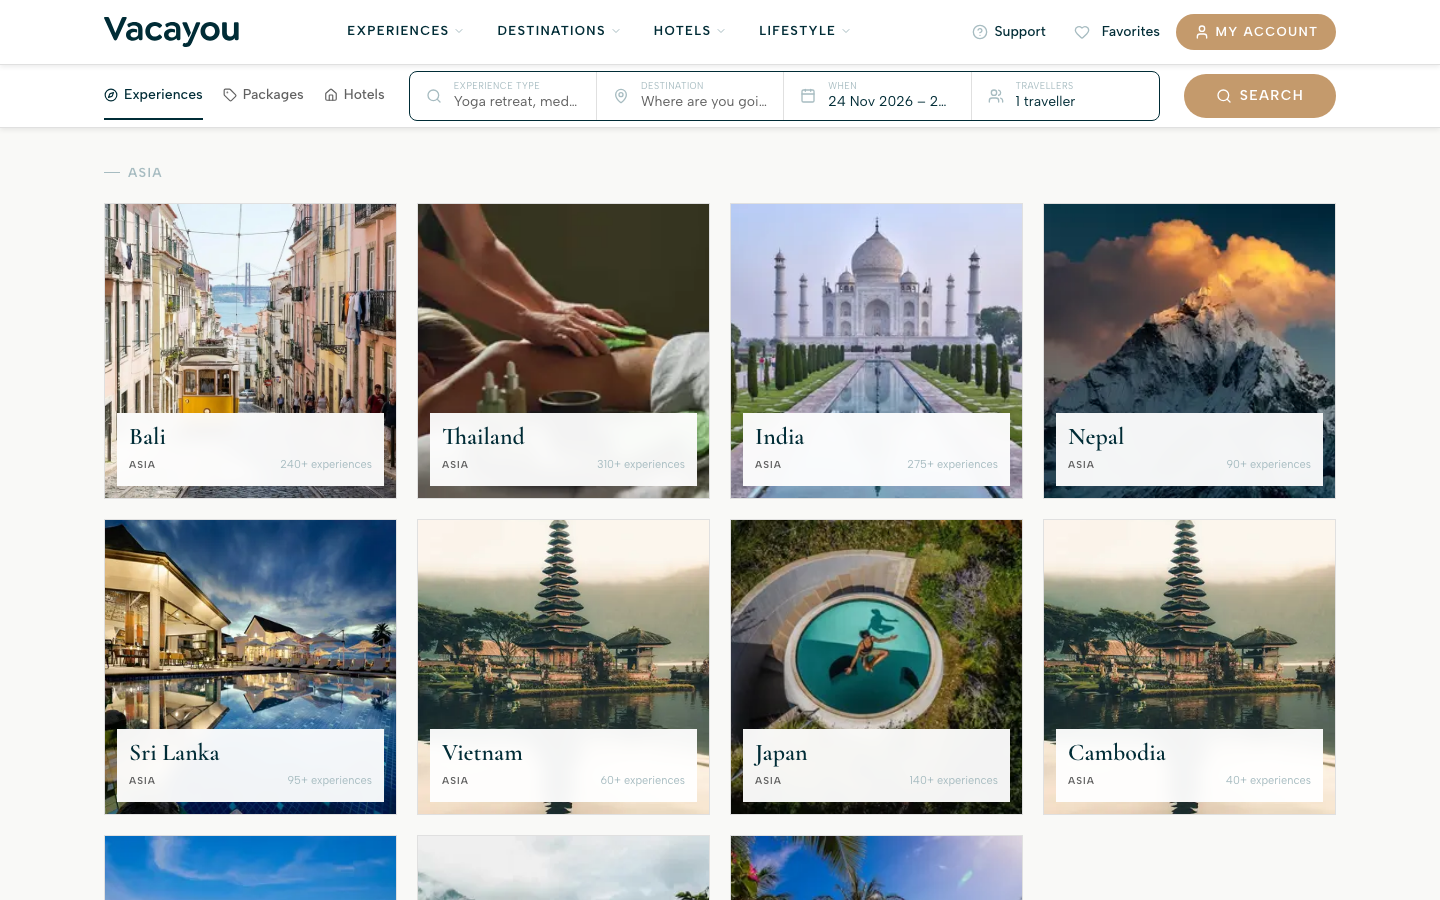 Vacayou
EXPERIENCES
DESTINATIONS
HOTELS
LIFESTYLE
Support
Favorites
MY ACCOUNT
Experiences
Packages
Hotels
EXPERIENCE TYPE
Yoga retreat, med...
DESTINATION
Where are you goi...
WHEN
24 Nov 2026 – 2...
TRAVELLERS
1 traveller
SEARCH
ASIA
Bali
ASIA
240+ experiences
Thailand
ASIA
310+ experiences
India
ASIA
275+ experiences
Nepal
ASIA
90+ experiences
Sri Lanka
ASIA
95+ experiences
Vietnam
ASIA
60+ experiences
Japan
ASIA
140+ experiences
Cambodia
ASIA
40+ experiences